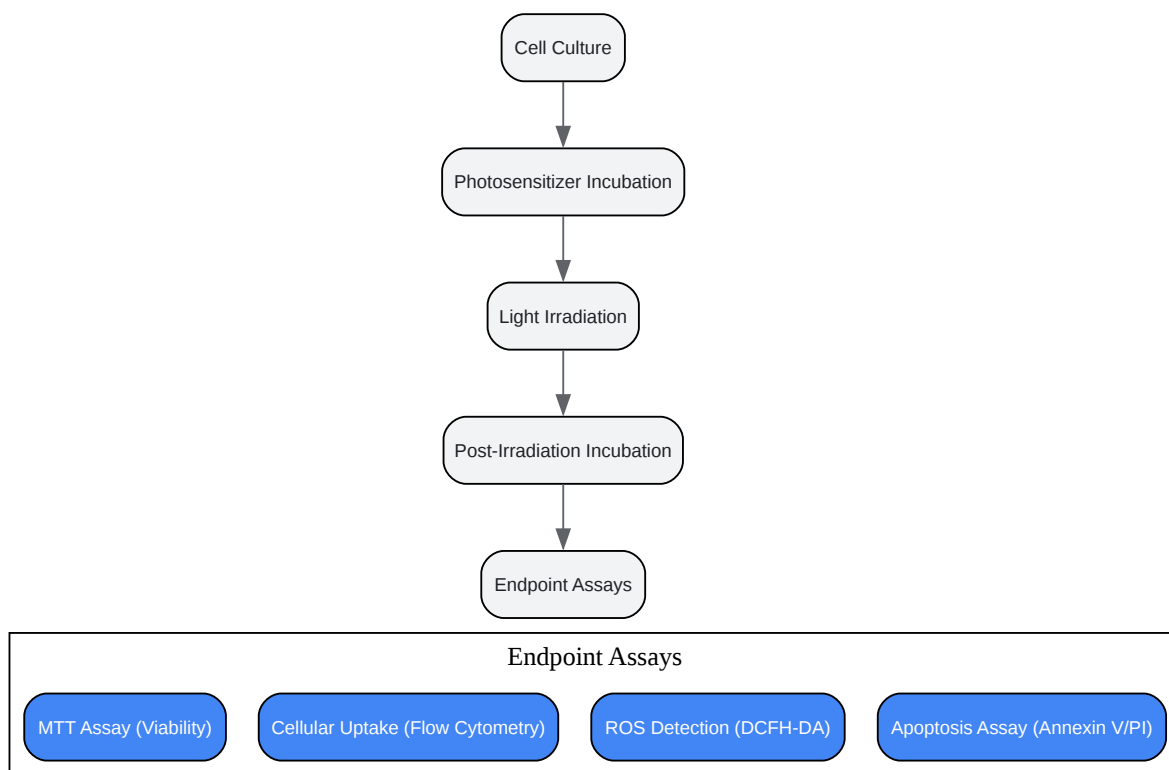 Cell Culture
Photosensitizer Incubation
Light Irradiation
Post-Irradiation Incubation
Endpoint Assays
Endpoint Assays
MTT Assay (Viability)
Cellular Uptake (Flow Cytometry)
ROS Detection (DCFH-DA)
Apoptosis Assay (Annexin V/PI)